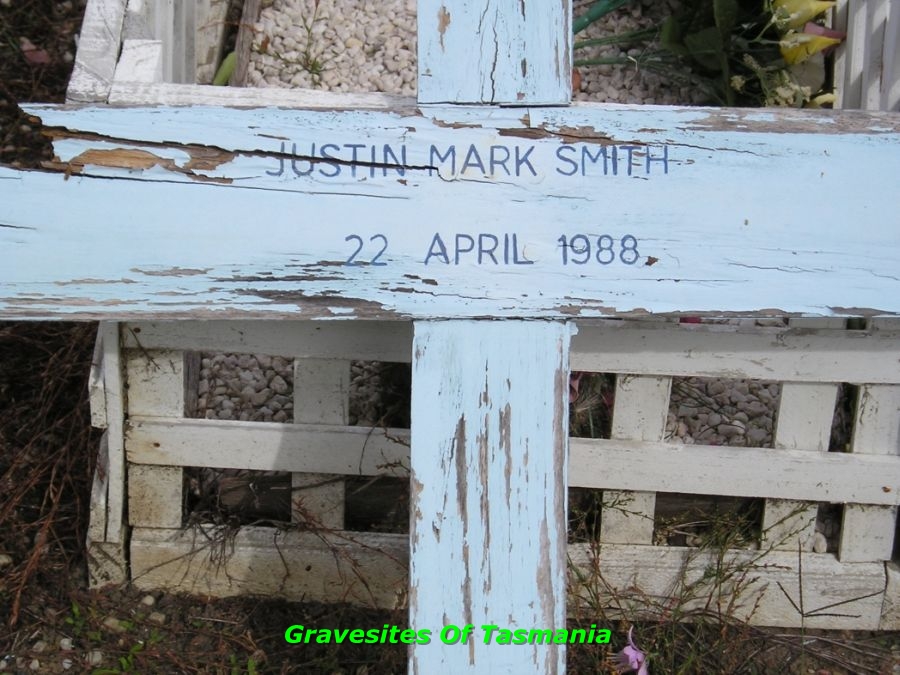 JUSTIN MARK SMITH
22 APRIL 1988
Gravesites Of Tasmania